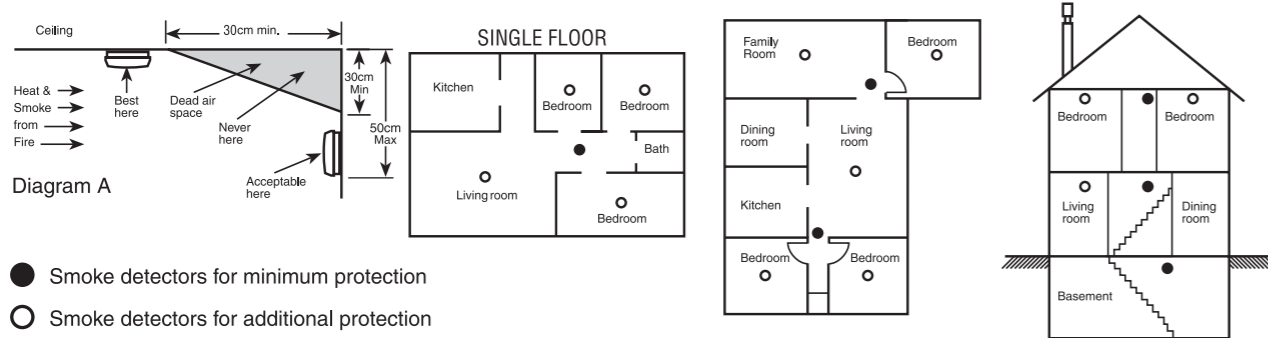 Ceiling
30cm min.
Heat &
Smoke
from
Fire
Best
here
Dead air
space
Never
here
30cm
Min
50cm
Max
Acceptable
here
Diagram A
SINGLE FLOOR
Kitchen
Bedroom
Bedroom
Bath
Living room
Bedroom
Smoke detectors for minimum protection
Smoke detectors for additional protection
Family
Room
Bedroom
Dining
room
Living
room
Kitchen
Bedroom
Bedroom
Bedroom
Bedroom
Living
room
Dining
room
Basement